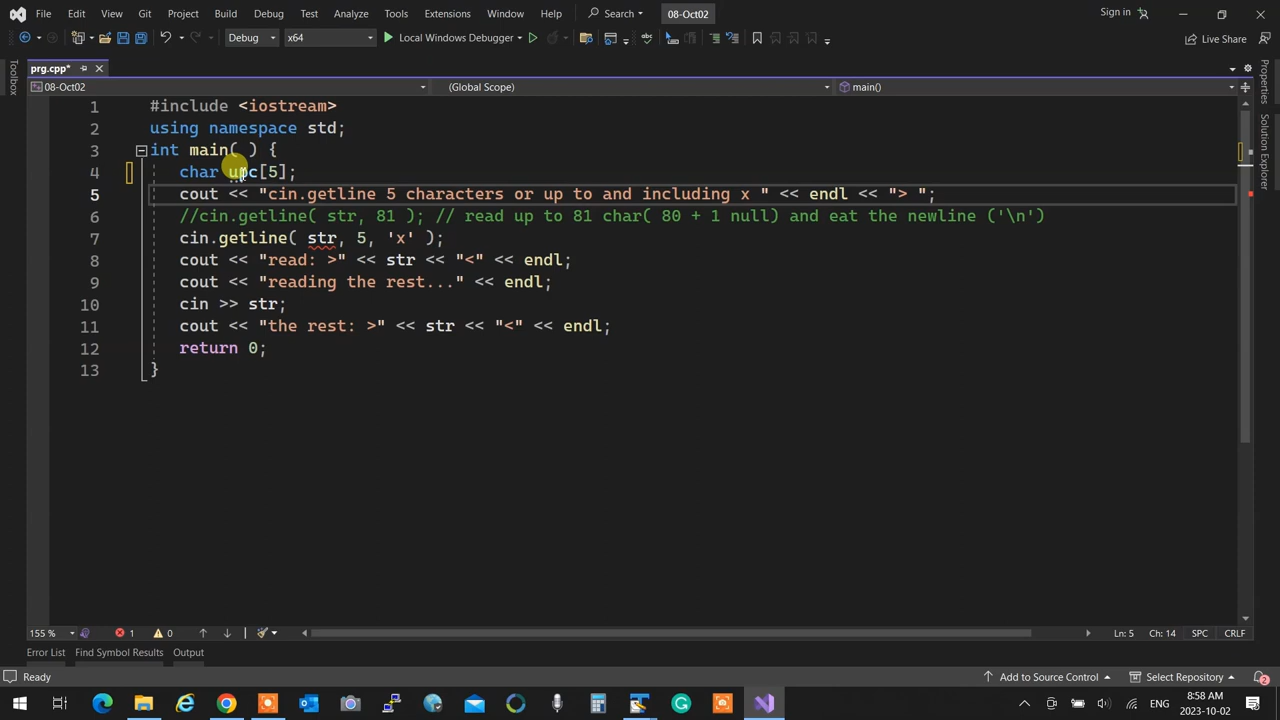 File Edit View Git Project Build Debug Test Analyze Tools Extensions Window Help Search 08-Oct02 Sign in
Debug x64 Local Windows Debugger Live Share
Toolbox
prg.cpp*
08-Oct02 (Global Scope) main()
1 #include <iostream>
2 using namespace std;
3 int main( ) {
4 char upc[5];
5 cout << "cin.getline 5 characters or up to and including x " << endl << "> ";
6 //cin.getline( str, 81 ); // read up to 81 char( 80 + 1 null) and eat the newline ('\n')
7 cin.getline( str, 5, 'x' );
8 cout << "read: >" << str << "<" << endl;
9 cout << "reading the rest..." << endl;
10 cin >> str;
11 cout << "the rest: >" << str << "<" << endl;
12 return 0;
13 }
Properties
Solution Explorer
155 % 1 0 Ln: 5 Ch: 14 SPC CRLF
Error List Find Symbol Results Output
Ready Add to Source Control Select Repository 2
8:58 AM
ENG
2023-10-02